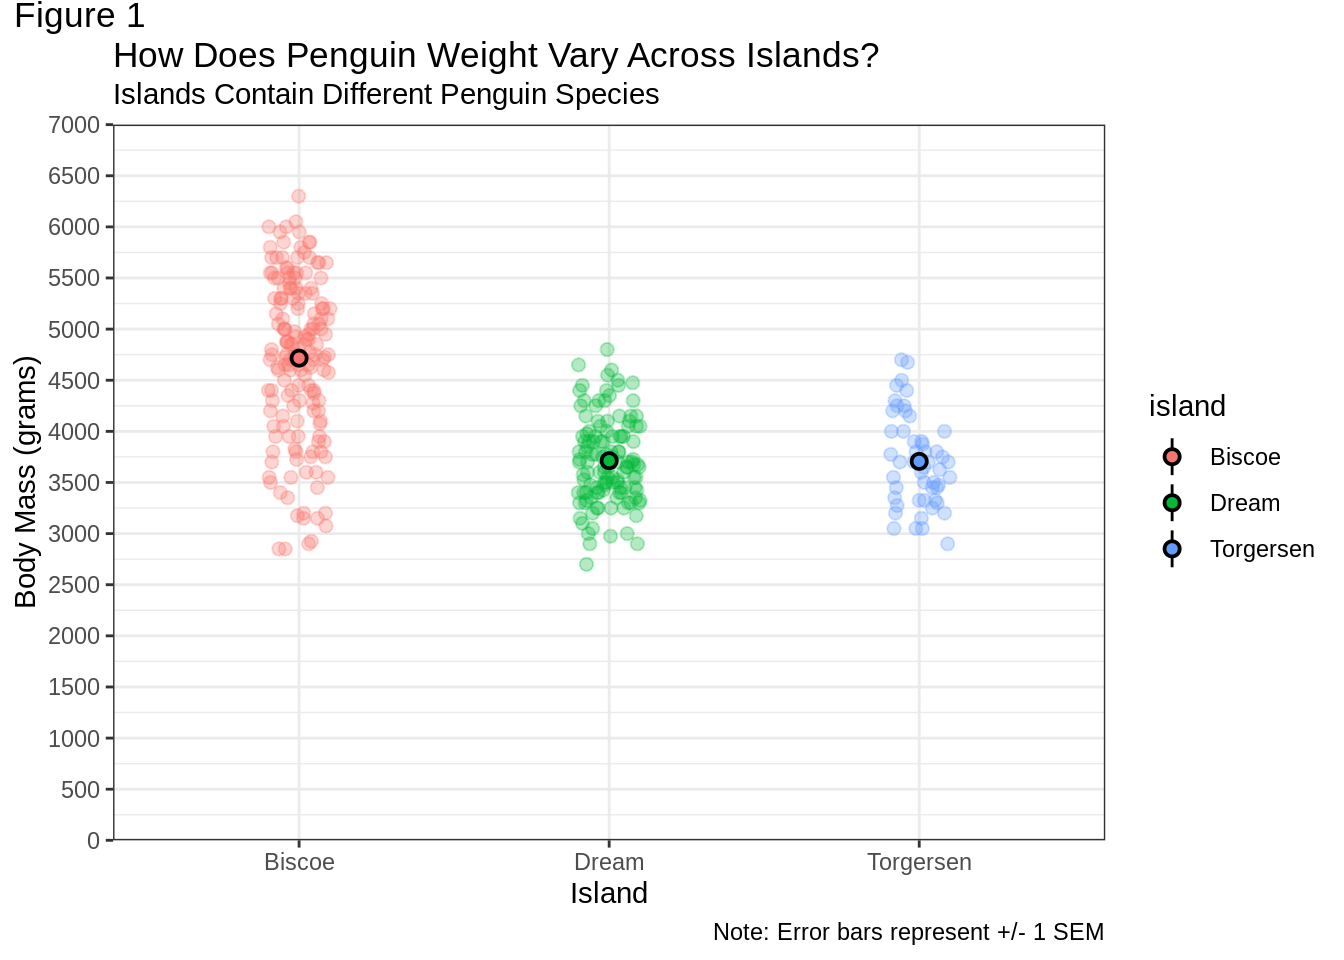 Figure 1
How Does Penguin Weight Vary Across Islands?
Islands Contain Different Penguin Species
Body Mass (grams)
7000
6500
6000
5500
5000
4500
4000
3500
3000
2500
2000
1500
1000
500
0
Biscoe
Dream
Torgersen
Island
island
Biscoe
Dream
Torgersen
Note: Error bars represent +/- 1 SEM